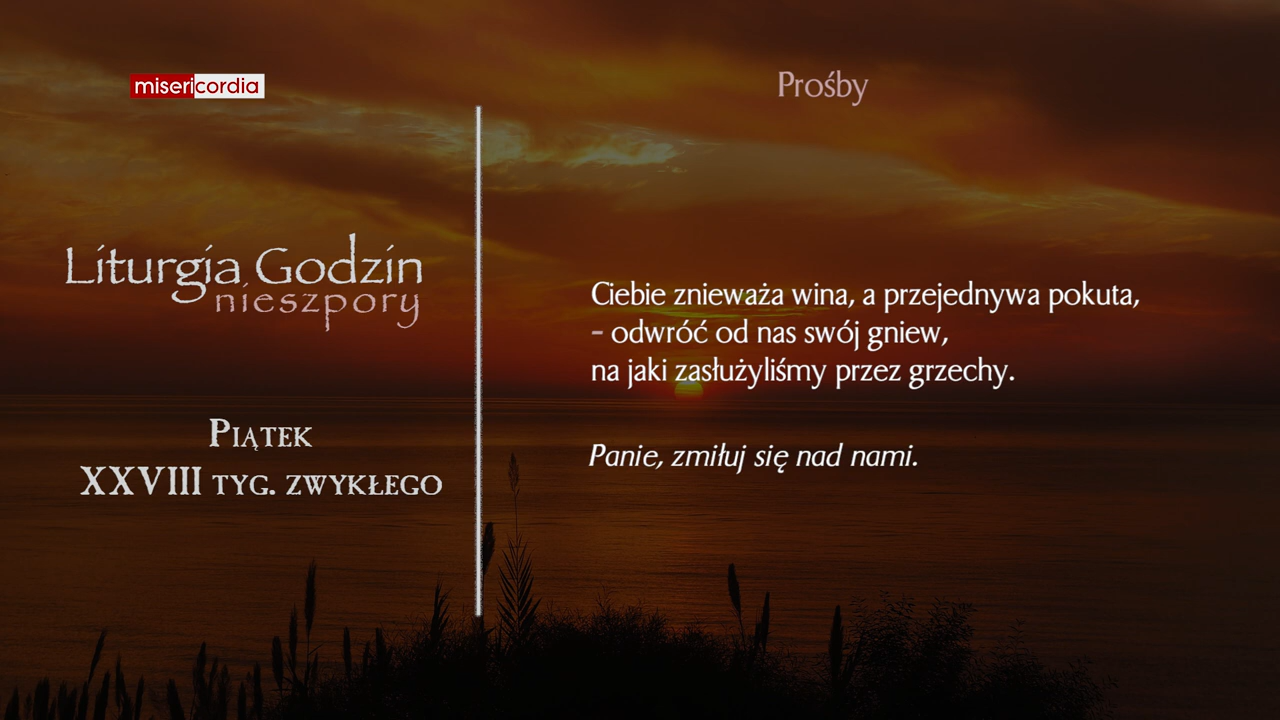 misericordia
Liturgia Godzin
nieszpory
Piątek
XXVIII tyg. zwykłego
Prośby
Ciebie znieważa wina, a przejednywa pokuta,
- odwróć od nas swój gniew,
na jaki zasłużyliśmy przez grzechy.
Panie, zmiłuj się nad nami.